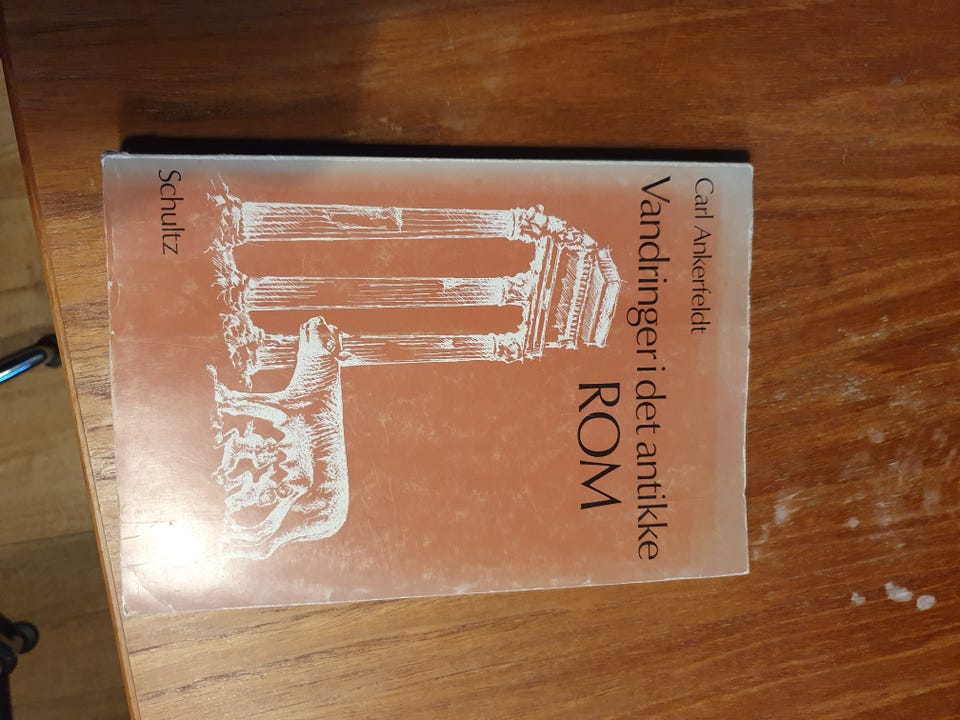 Carl Ankerfeldt
Vandringer i det antikke
ROM
Schultz